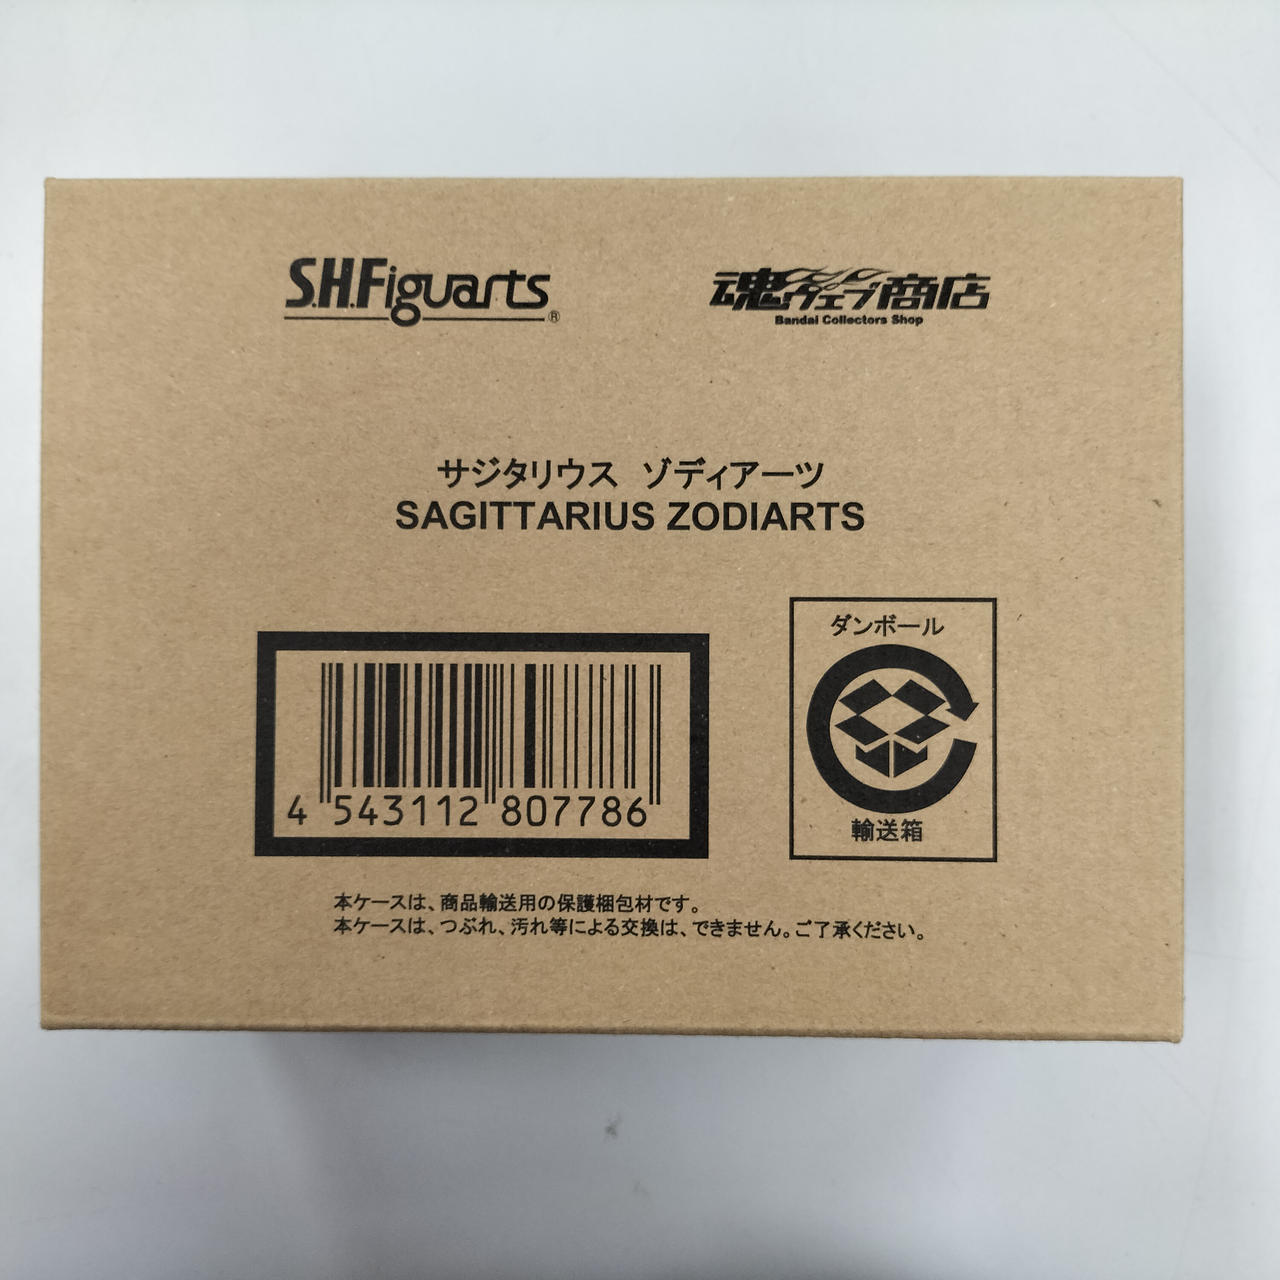 S.H.Figuarts®
魂ウェブ商店
Bandai Collectors Shop
サジタリウス ゾディアーツ
SAGITTARIUS ZODIARTS
ダンボール
輸送箱
4 543112 807786
本ケースは、商品輸送用の保護梱包材です。
本ケースは、つぶれ、汚れ等による交換は、できません。ご了承ください。